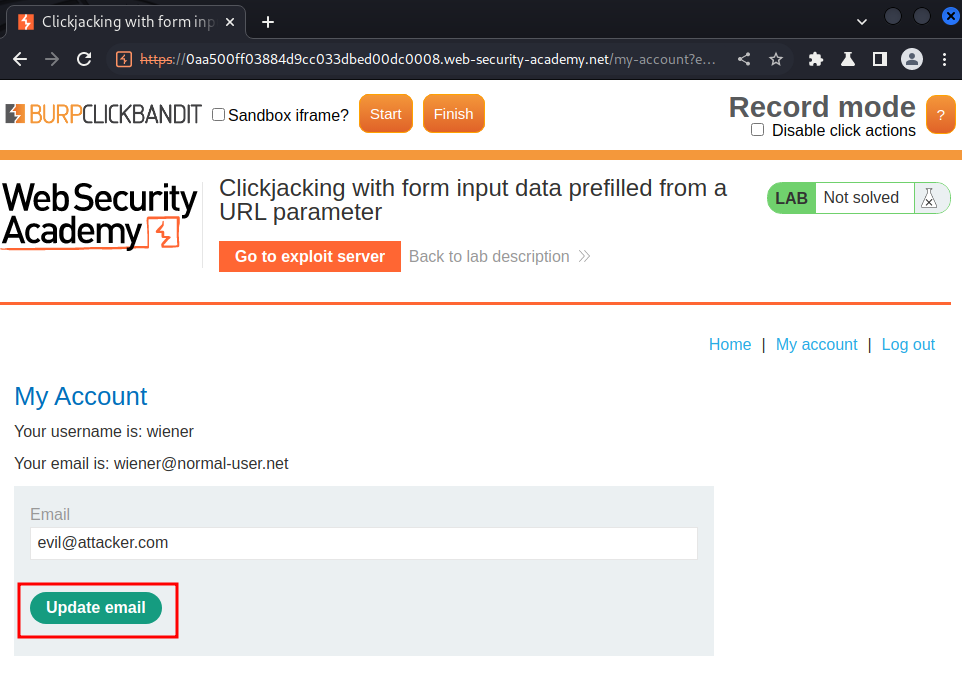 Clickjacking with form inp
https://0aa500ff03884d9cc033dbed00dc0008.web-security-academy.net/my-account?e...
BURPCLICKBANDIT Sandbox iframe? Start Finish Record mode ?
Disable click actions
Web Security
Academy
Clickjacking with form input data prefilled from a
URL parameter
LAB Not solved
Go to exploit server Back to lab description
Home | My account | Log out
My Account
Your username is: wiener
Your email is: wiener@normal-user.net
Email
evil@attacker.com
Update email